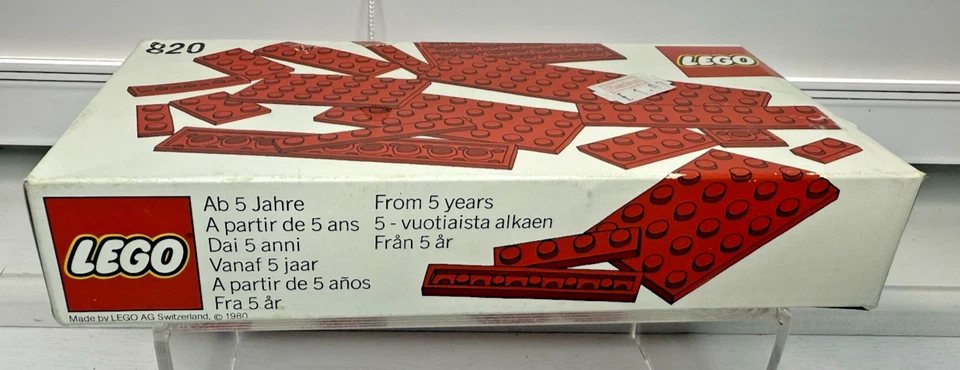 820
LEGO
LEGO
Ab 5 Jahre
A partir de 5 ans
Dai 5 anni
Vanaf 5 jaar
A partir de 5 años
Fra 5 år
From 5 years
5 - vuotiaista alkaen
Från 5 år
Made by LEGO AG Switzerland, © 1980